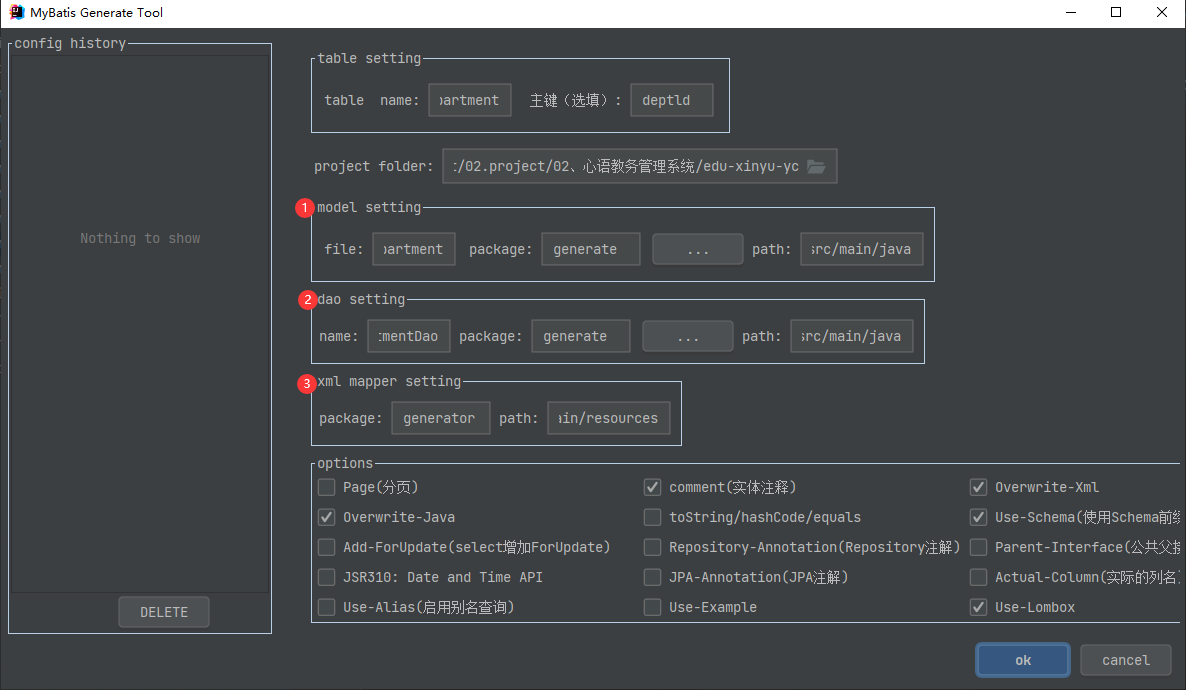 MyBatis Generate Tool
config history
Nothing to show
DELETE
table setting
table name: partment 主键（选填）: deptld
project folder: :/02.project/02、心语教务管理系统/edu-xinyu-yc
1 model setting
file: partment package: generate ... path: src/main/java
2 dao setting
name: tmentDao package: generate ... path: src/main/java
3 xml mapper setting
package: generator path: ain/resources
options
Page(分页) comment(实体注释) Overwrite-Xml
Overwrite-Java toString/hashCode/equals Use-Schema(使用Schema前缀
Add-ForUpdate(select增加ForUpdate) Repository-Annotation(Repository注解) Parent-Interface(公共父接
JSR310: Date and Time API JPA-Annotation(JPA注解) Actual-Column(实际的列名)
Use-Alias(启用别名查询) Use-Example Use-Lombox
ok cancel